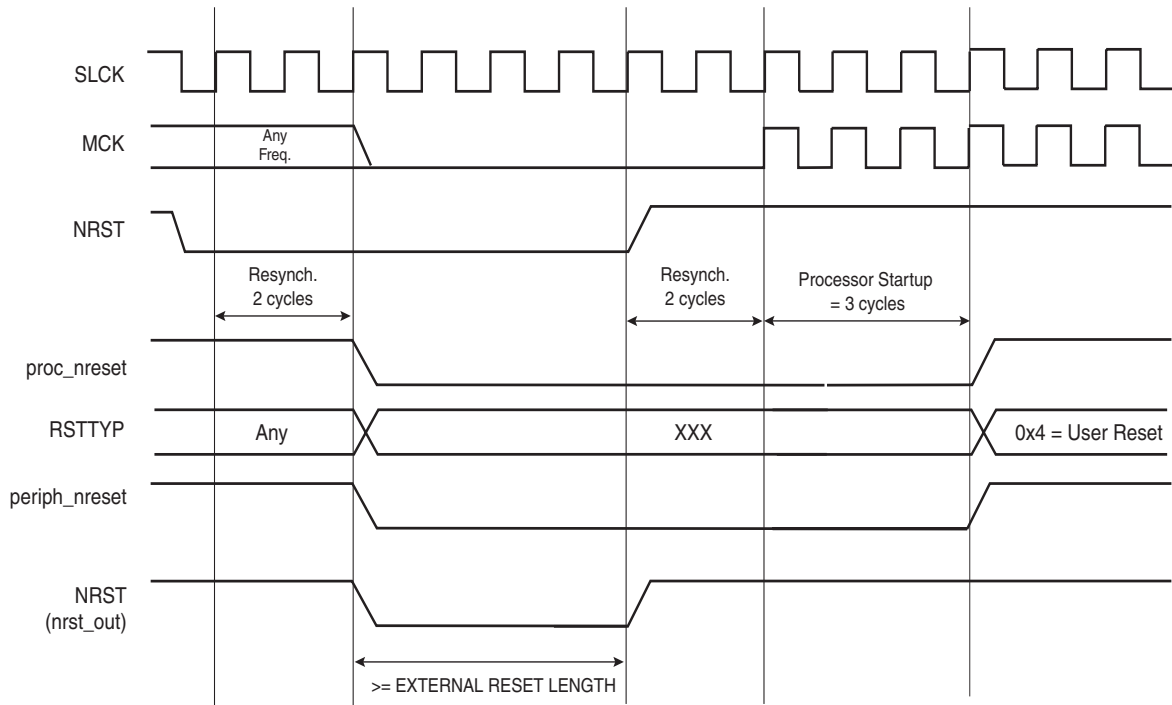 SLCK
MCK
Any
Freq.
NRST
Resynch.
2 cycles
Resynch.
2 cycles
Processor Startup
= 3 cycles
proc_nreset
RSTTYP
Any
XXX
0x4 = User Reset
periph_nreset
NRST
(nrst_out)
>= EXTERNAL RESET LENGTH